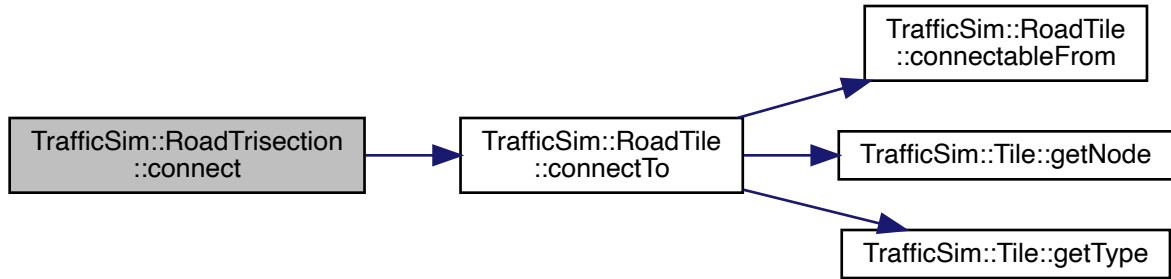 TrafficSim::RoadTrisection
::connect
TrafficSim::RoadTile
::connectTo
TrafficSim::RoadTile
::connectableFrom
TrafficSim::Tile::getNode
TrafficSim::Tile::getType